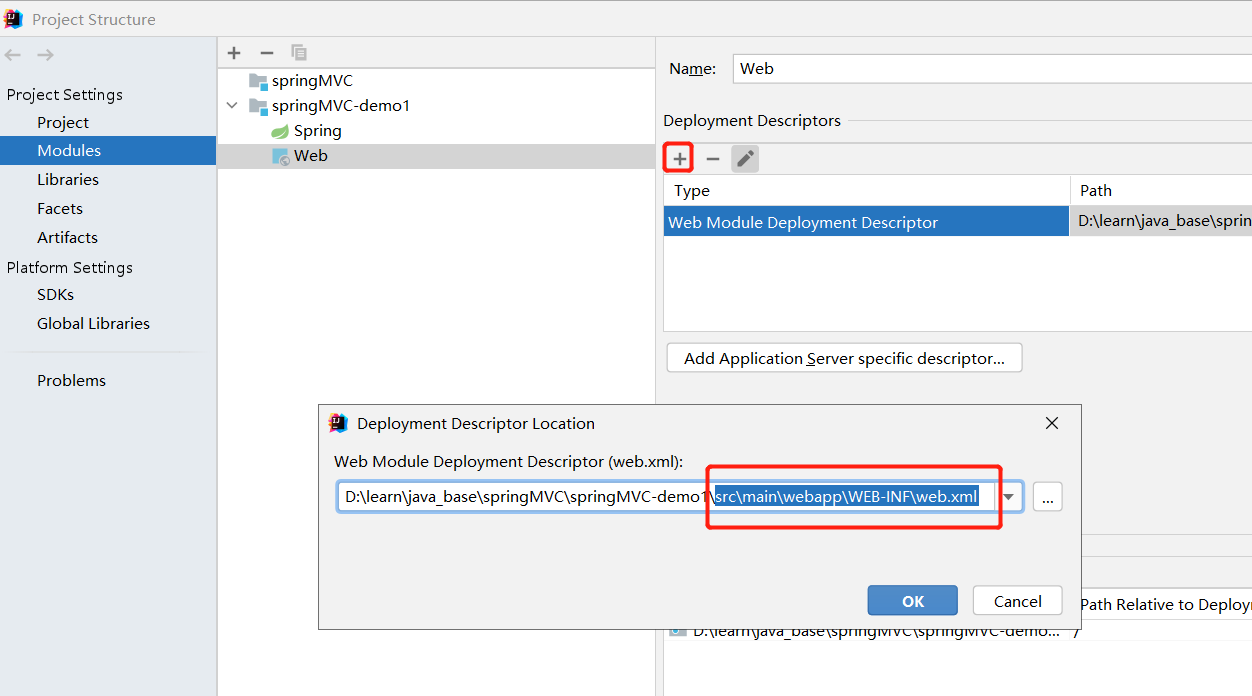 Project Structure
Project Settings
Project
Modules
Libraries
Facets
Artifacts
Platform Settings
SDKs
Global Libraries
Problems
springMVC
springMVC-demo1
Spring
Web
Name: Web
Deployment Descriptors
Type Path
Web Module Deployment Descriptor D:\learn\java_base\sprin
Add Application Server specific descriptor...
Deployment Descriptor Location
Web Module Deployment Descriptor (web.xml):
D:\learn\java_base\springMVC\springMVC-demo1\src\main\webapp\WEB-INF\web.xml ...
OK Cancel
Path Relative to Deploy
D:\learn\java_base\springMVC\springMVC-demo... /